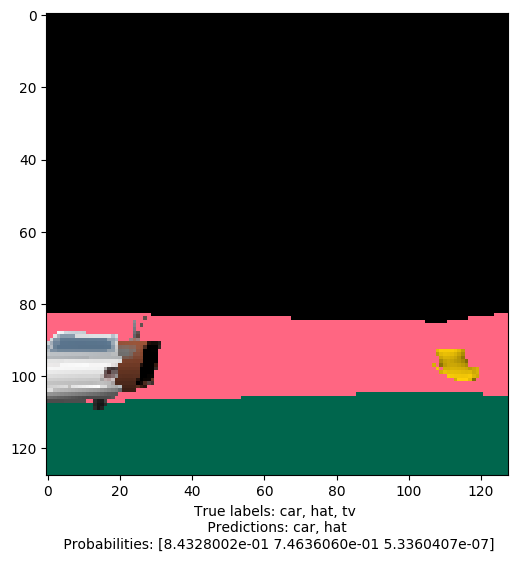 0
20
40
60
80
100
120
0 20 40 60 80 100 120
True labels: car, hat, tv
Predictions: car, hat
Probabilities: [8.4328002e-01 7.4636060e-01 5.3360407e-07]